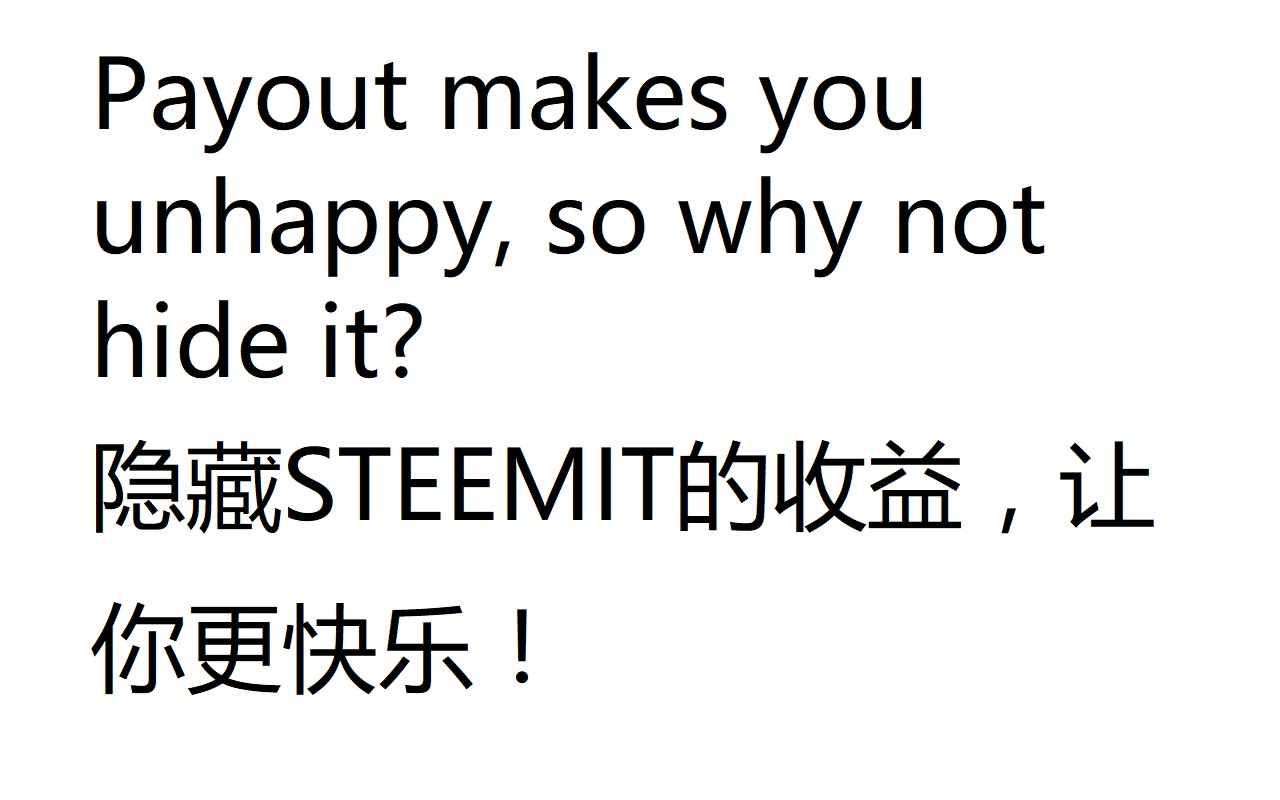 Payout makes you
unhappy, so why not
hide it?
隐藏STEEMIT的收益，让
你更快乐！